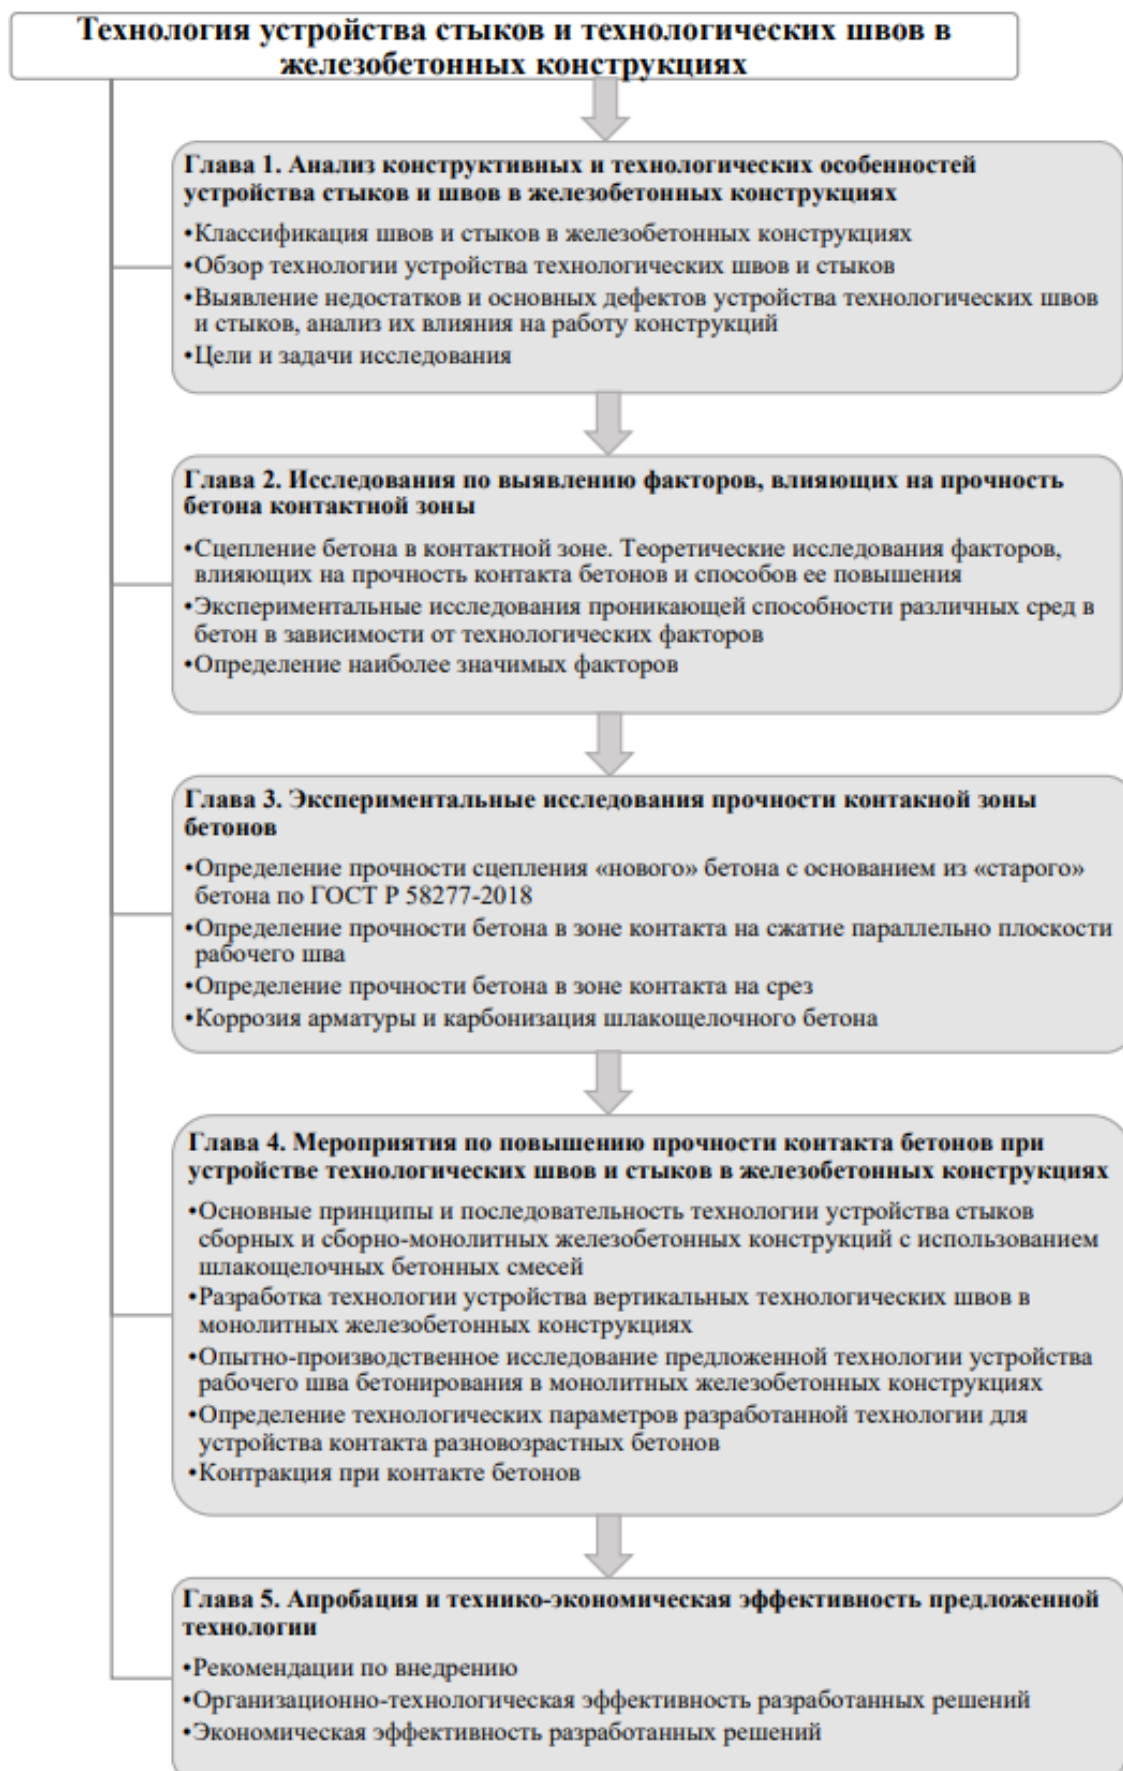 Технология устройства стыков и технологических швов в
железобетонных конструкциях
Глава 1. Анализ конструктивных и технологических особенностей
устройства стыков и швов в железобетонных конструкциях
•Классификация швов и стыков в железобетонных конструкциях
•Обзор технологии устройства технологических швов и стыков
•Выявление недостатков и основных дефектов устройства технологических швов
и стыков, анализ их влияния на работу конструкций
•Цели и задачи исследования
Глава 2. Исследования по выявлению факторов, влияющих на прочность
бетона контактной зоны
•Сцепление бетона в контактной зоне. Теоретические исследования факторов,
влияющих на прочность контакта бетонов и способов ее повышения
•Экспериментальные исследования проникающей способности различных сред в
бетон в зависимости от технологических факторов
•Определение наиболее значимых факторов
Глава 3. Экспериментальные исследования прочности контакной зоны
бетонов
•Определение прочности сцепления «нового» бетона с основанием из «старого»
бетона по ГОСТ Р 58277-2018
•Определение прочности бетона в зоне контакта на сжатие параллельно плоскости
рабочего шва
•Определение прочности бетона в зоне контакта на срез
•Коррозия арматуры и карбонизация шлакощелочного бетона
Глава 4. Мероприятия по повышению прочности контакта бетонов при
устройстве технологических швов и стыков в железобетонных конструкциях
•Основные принципы и последовательность технологии устройства стыков
сборных и сборно-монолитных железобетонных конструкций с использованием
шлакощелочных бетонных смесей
•Разработка технологии устройства вертикальных технологических швов в
монолитных железобетонных конструкциях
•Опытно-производственное исследование предложенной технологии устройства
рабочего шва бетонирования в монолитных железобетонных конструкциях
•Определение технологических параметров разработанной технологии для
устройства контакта разновозрастных бетонов
•Контракция при контакте бетонов
Глава 5. Апробация и технико-экономическая эффективность предложенной
технологии
•Рекомендации по внедрению
•Организационно-технологическая эффективность разработанных решений
•Экономическая эффективность разработанных решений